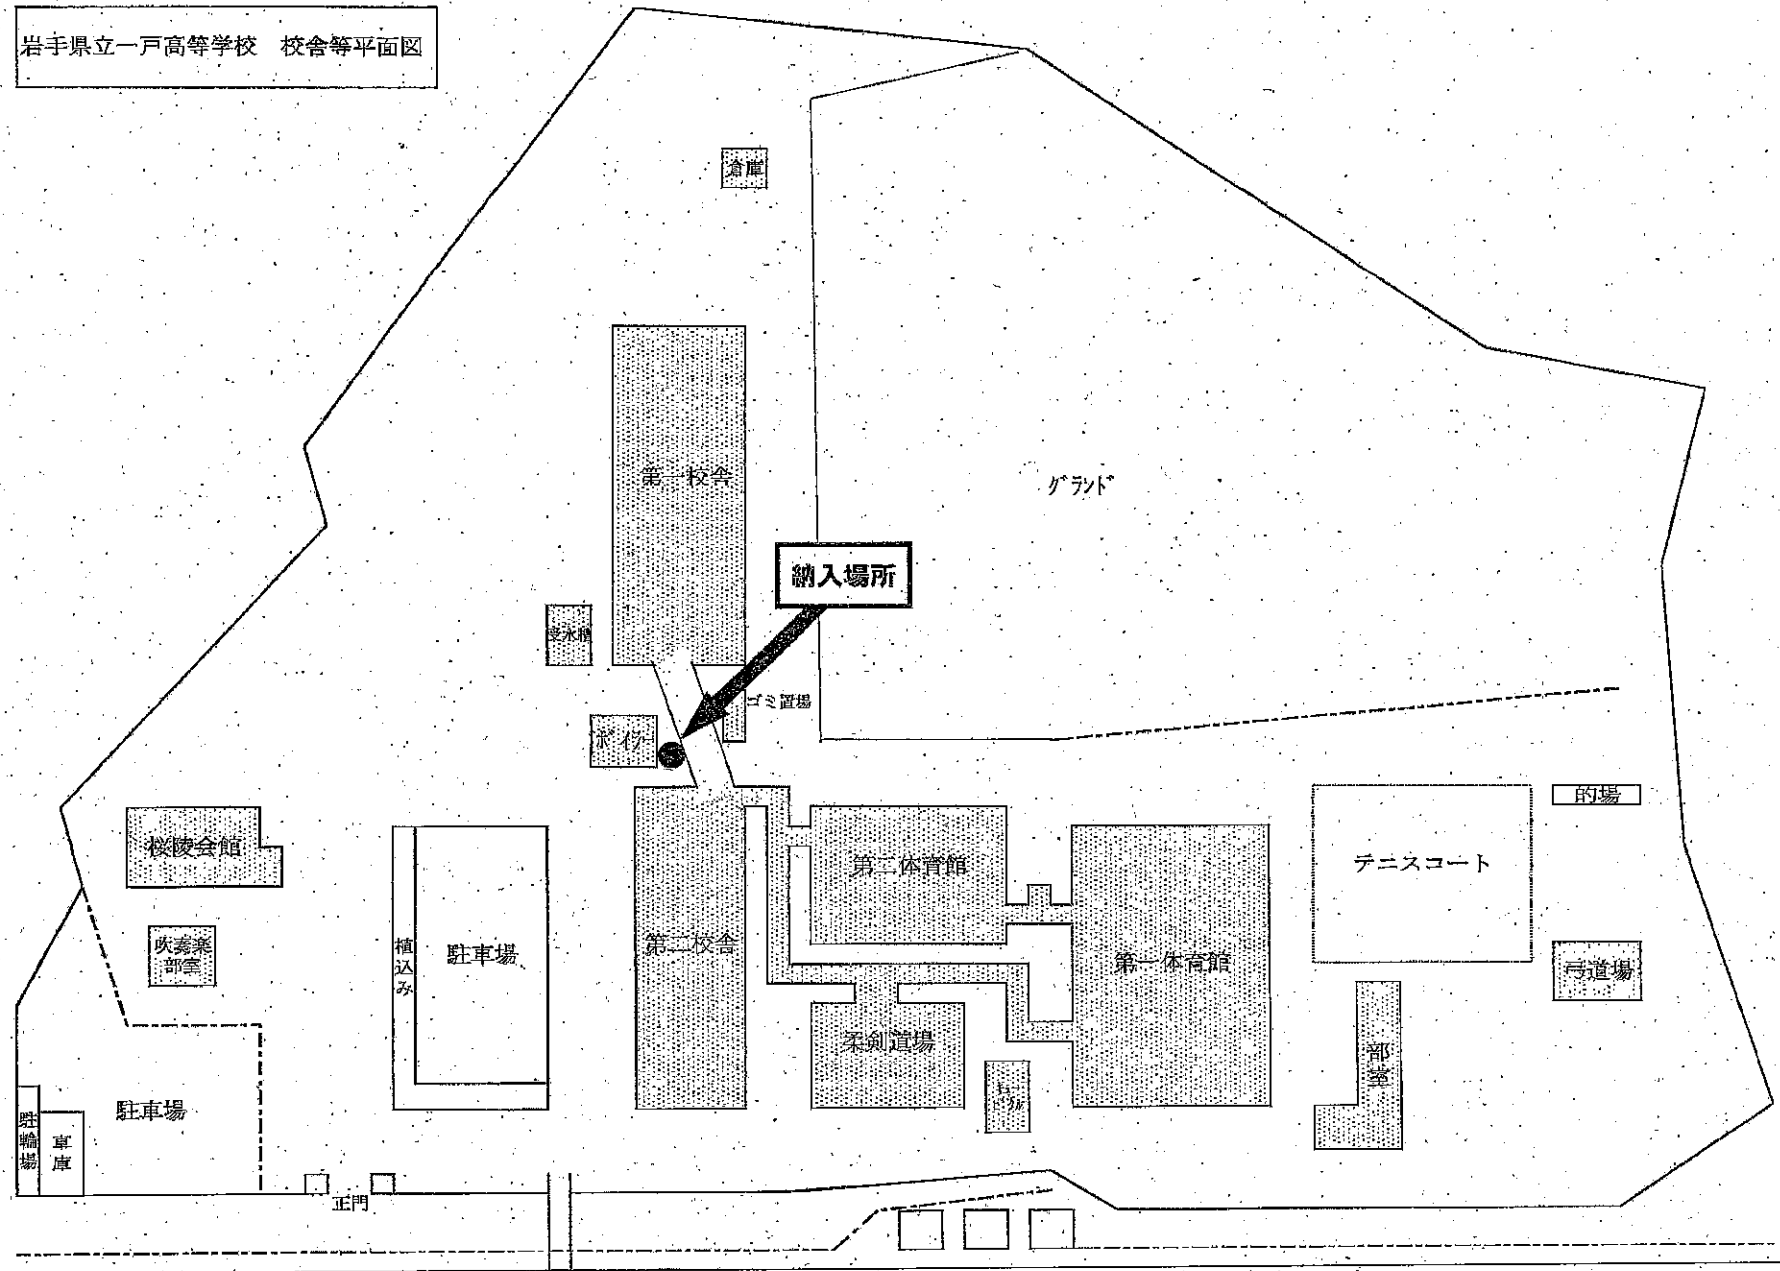 岩手県立一戸高等学校　校舎等平面図
倉庫
第一校舎
グランド
納入場所
受水槽
ゴミ置場
ボイラー
桜陵会館
第二体育館
テニスコート
的場
吹奏楽
部室
植込み
駐車場
第二校舎
第一体育館
弓道場
柔剣道場
部室
駐車場
駐輪場
車庫
正門